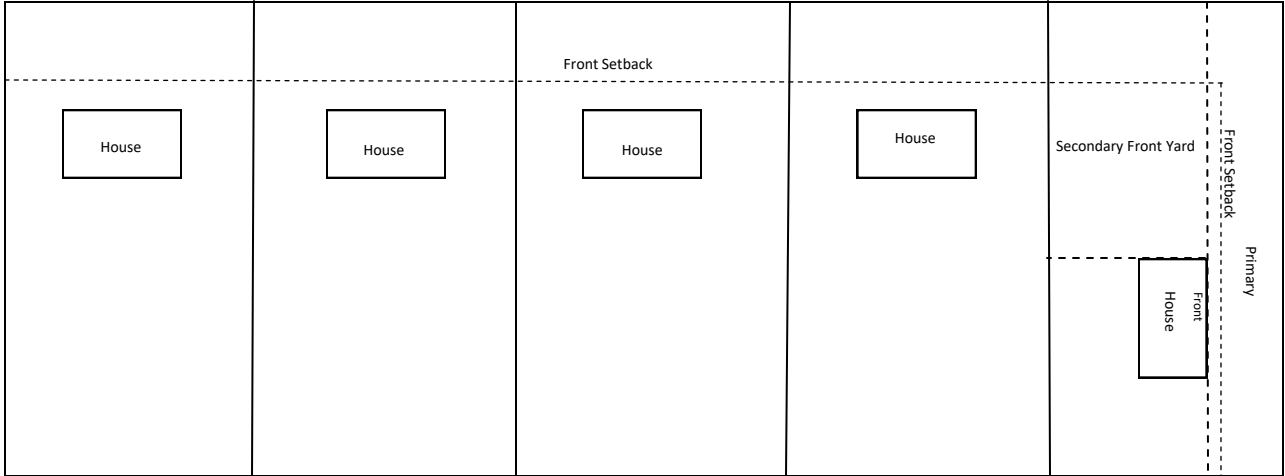 Front Setback
House
House
House
House
Secondary Front Yard
Front Setback
Primary
Front
House